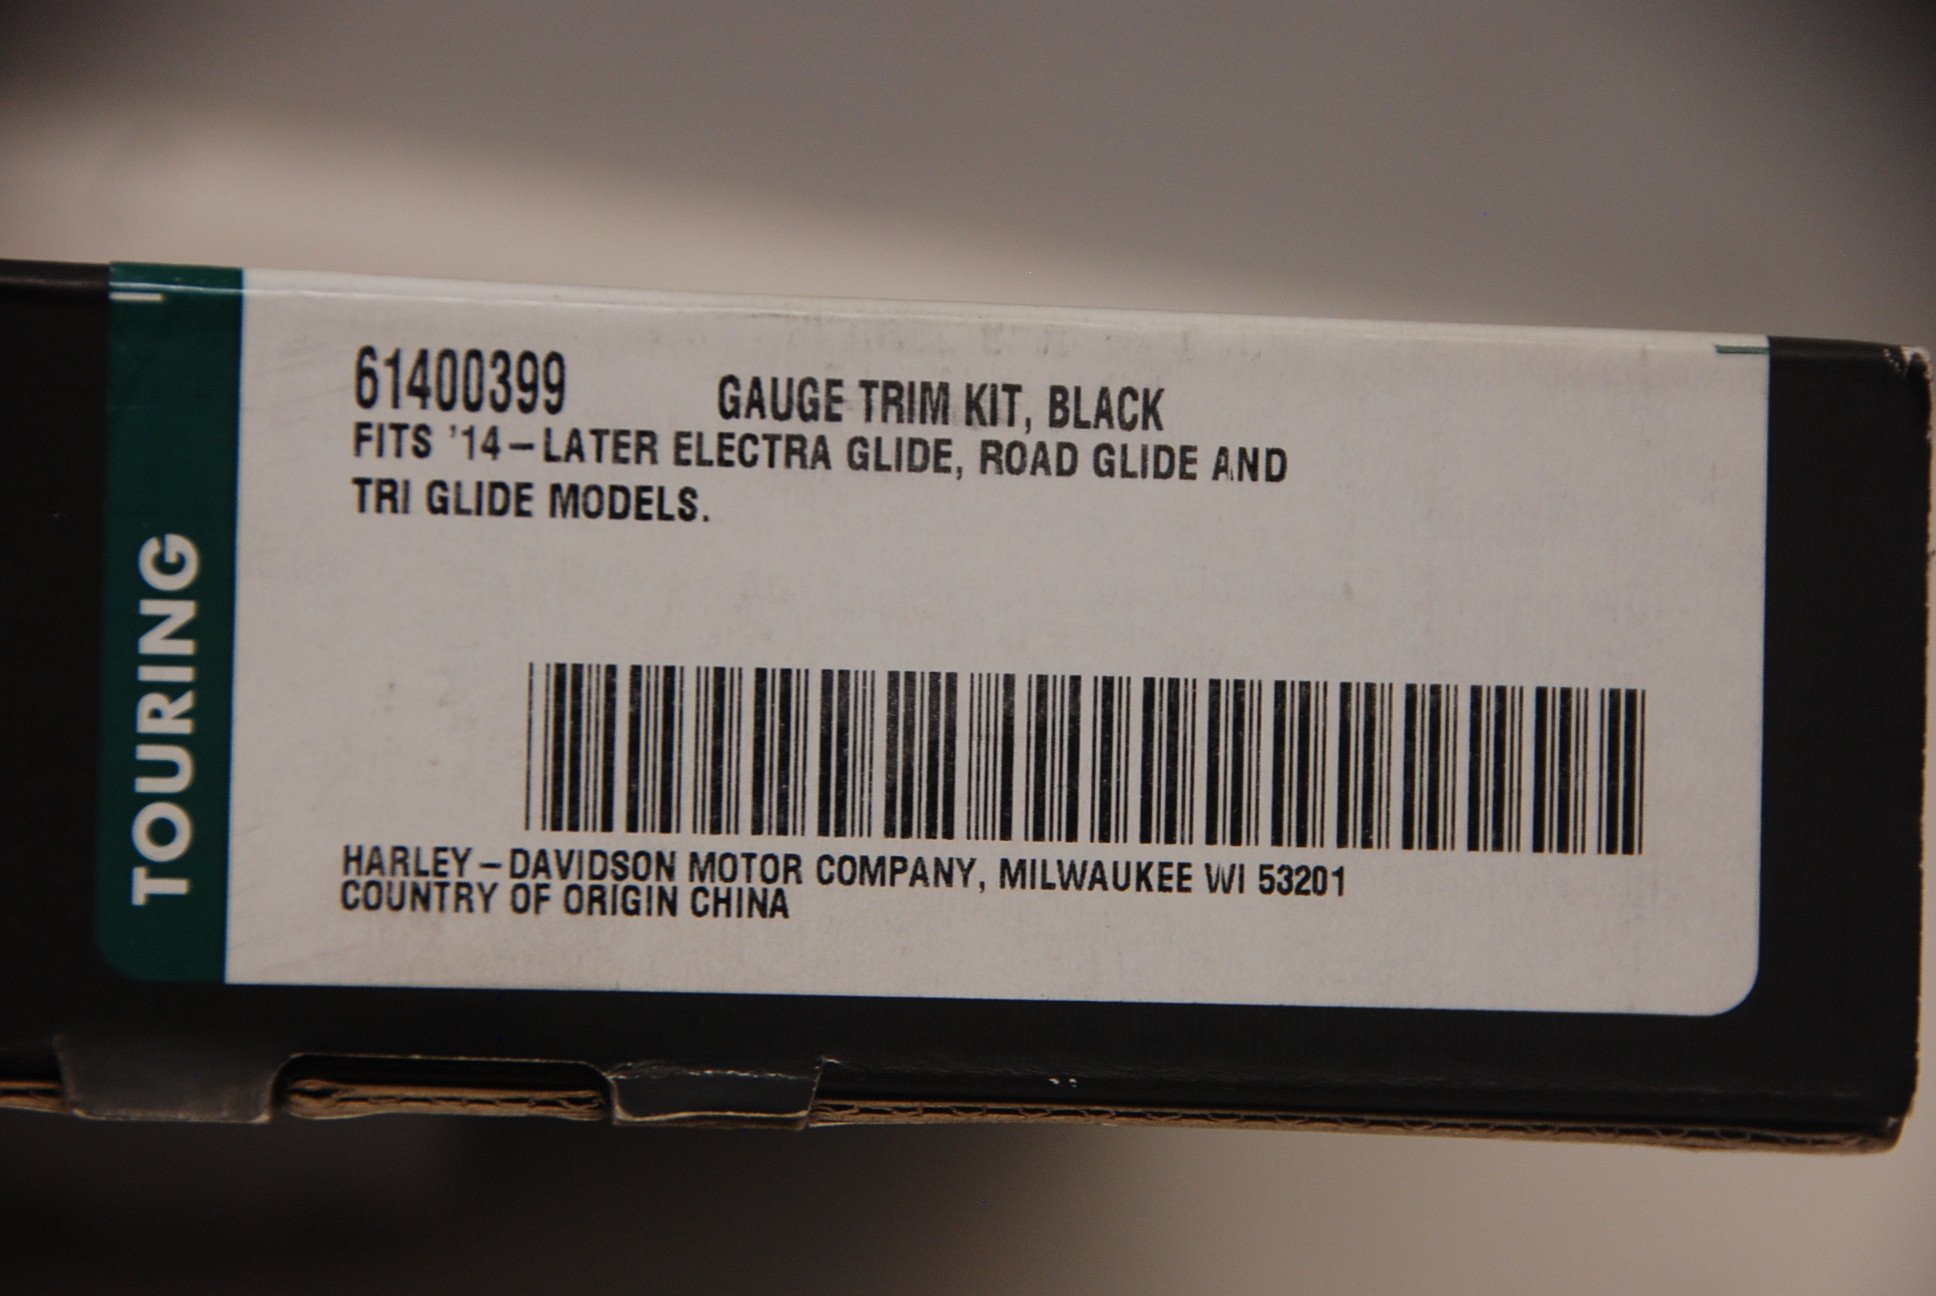 61400399 GAUGE TRIM KIT, BLACK
FITS '14-LATER ELECTRA GLIDE, ROAD GLIDE AND
TRI GLIDE MODELS.
TOURING
HARLEY-DAVIDSON MOTOR COMPANY, MILWAUKEE WI 53201
COUNTRY OF ORIGIN CHINA